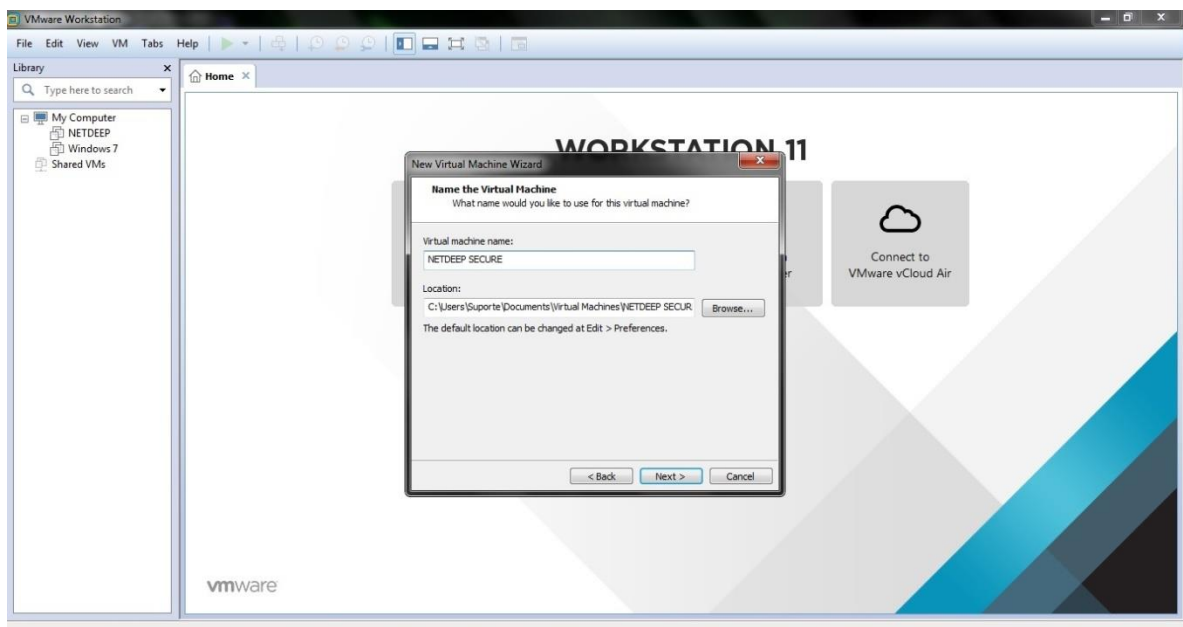 VMware Workstation
File Edit View VM Tabs Help
Library
Type here to search
My Computer
NETDEEP
Windows 7
Shared VMs
Home
WORKSTATION 11
New Virtual Machine Wizard
Name the Virtual Machine
What name would you like to use for this virtual machine?
Virtual machine name:
NETDEEP SECURE
Location:
C:\Users\Suporte\Documents\Virtual Machines\NETDEEP SECUR
Browse...
The default location can be changed at Edit > Preferences.
< Back Next > Cancel
Connect to
VMware vCloud Air
vmware